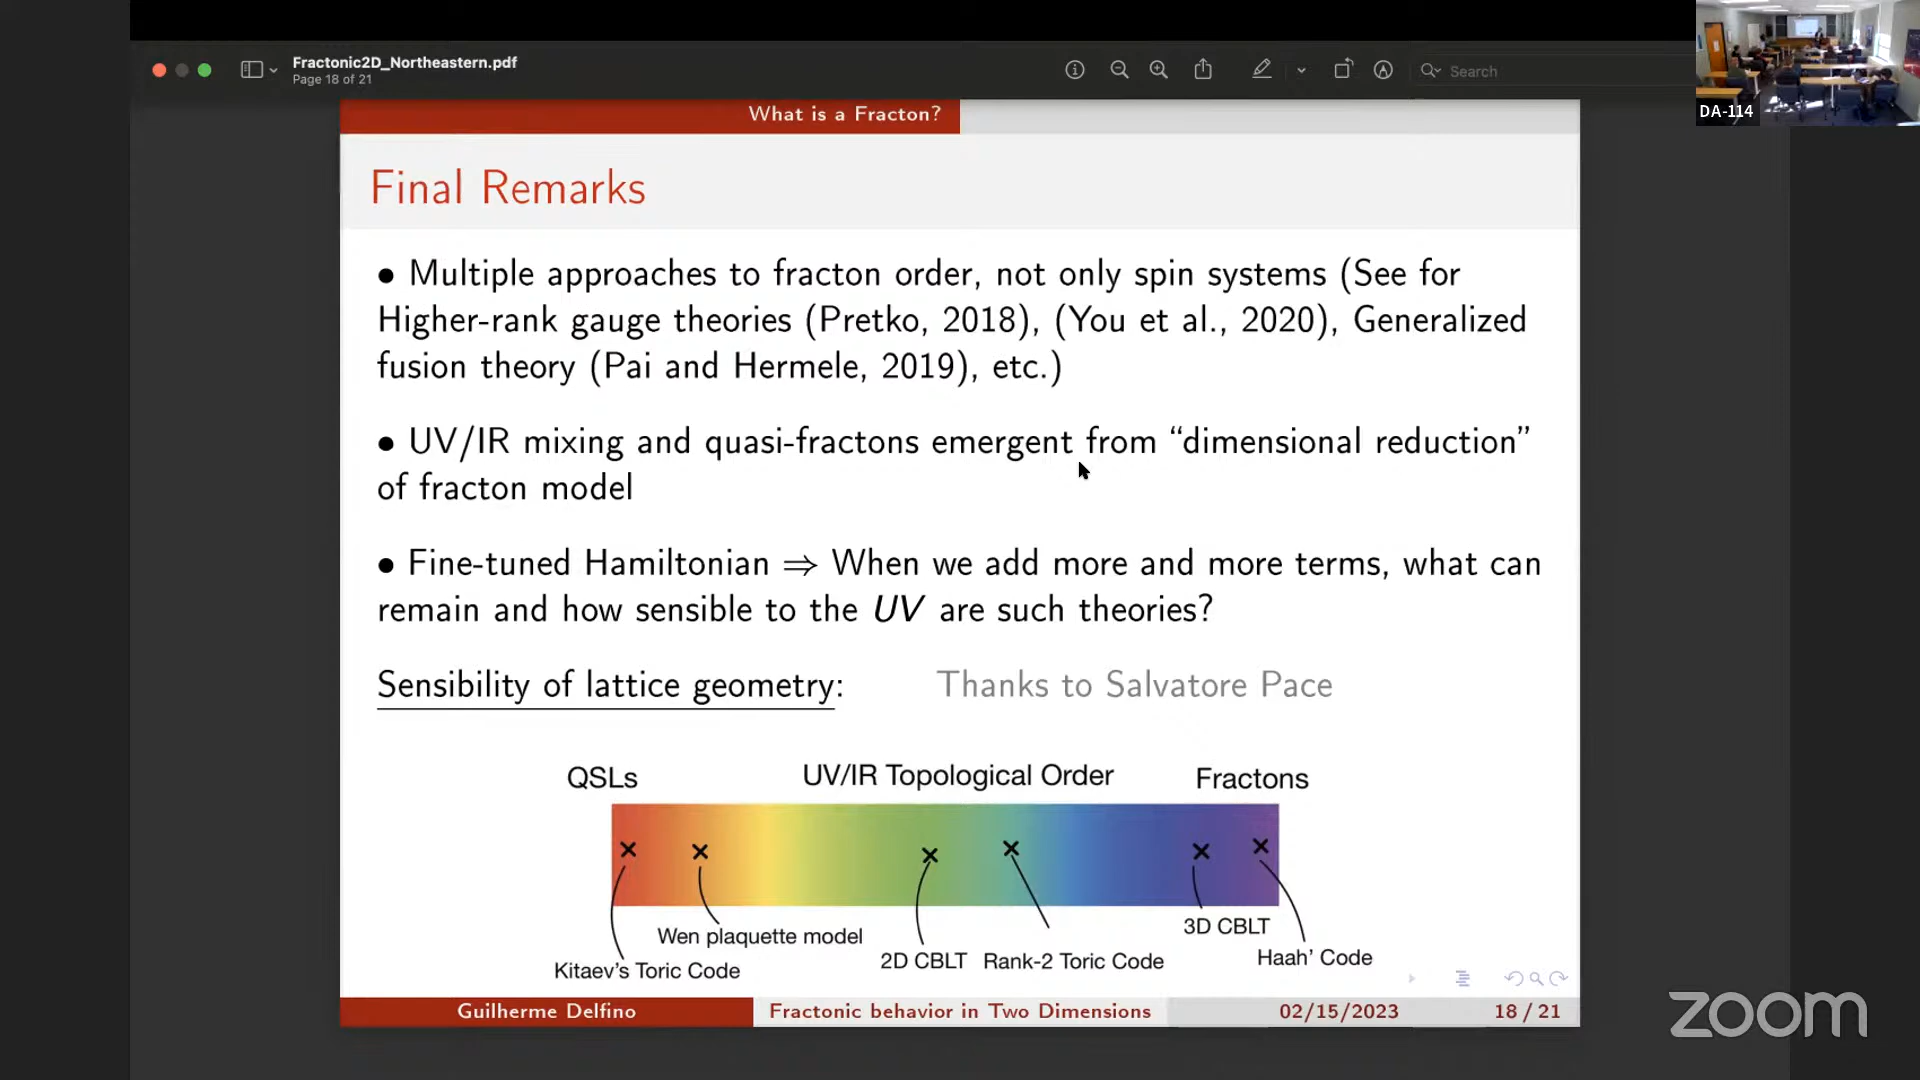 Fractonic2D_Northeastern.pdf
Page 18 of 21
Search
DA-114
What is a Fracton?
Final Remarks
• Multiple approaches to fracton order, not only spin systems (See for
Higher-rank gauge theories (Pretko, 2018), (You et al., 2020), Generalized
fusion theory (Pai and Hermele, 2019), etc.)
• UV/IR mixing and quasi-fractons emergent from “dimensional reduction”
of fracton model
• Fine-tuned Hamiltonian ⇒ When we add more and more terms, what can
remain and how sensible to the UV are such theories?
Sensibility of lattice geometry: Thanks to Salvatore Pace
QSLs UV/IR Topological Order Fractons
Wen plaquette model 3D CBLT
Kitaev's Toric Code 2D CBLT Rank-2 Toric Code Haah' Code
Guilherme Delfino Fractonic behavior in Two Dimensions 02/15/2023 18 / 21
zoom